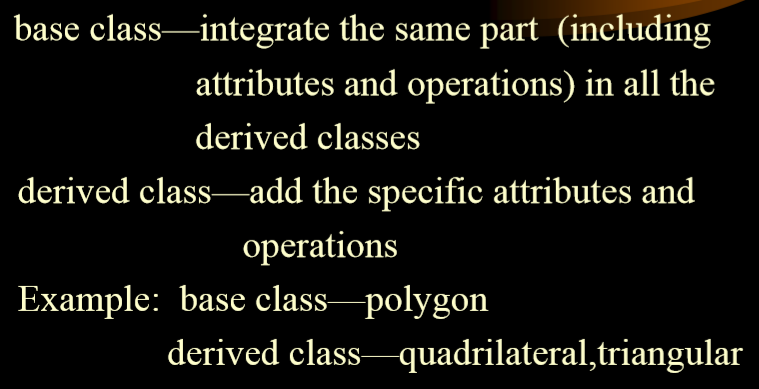 base class—integrate the same part (including
attributes and operations) in all the
derived classes
derived class—add the specific attributes and
operations
Example: base class—polygon
derived class—quadrilateral,triangular